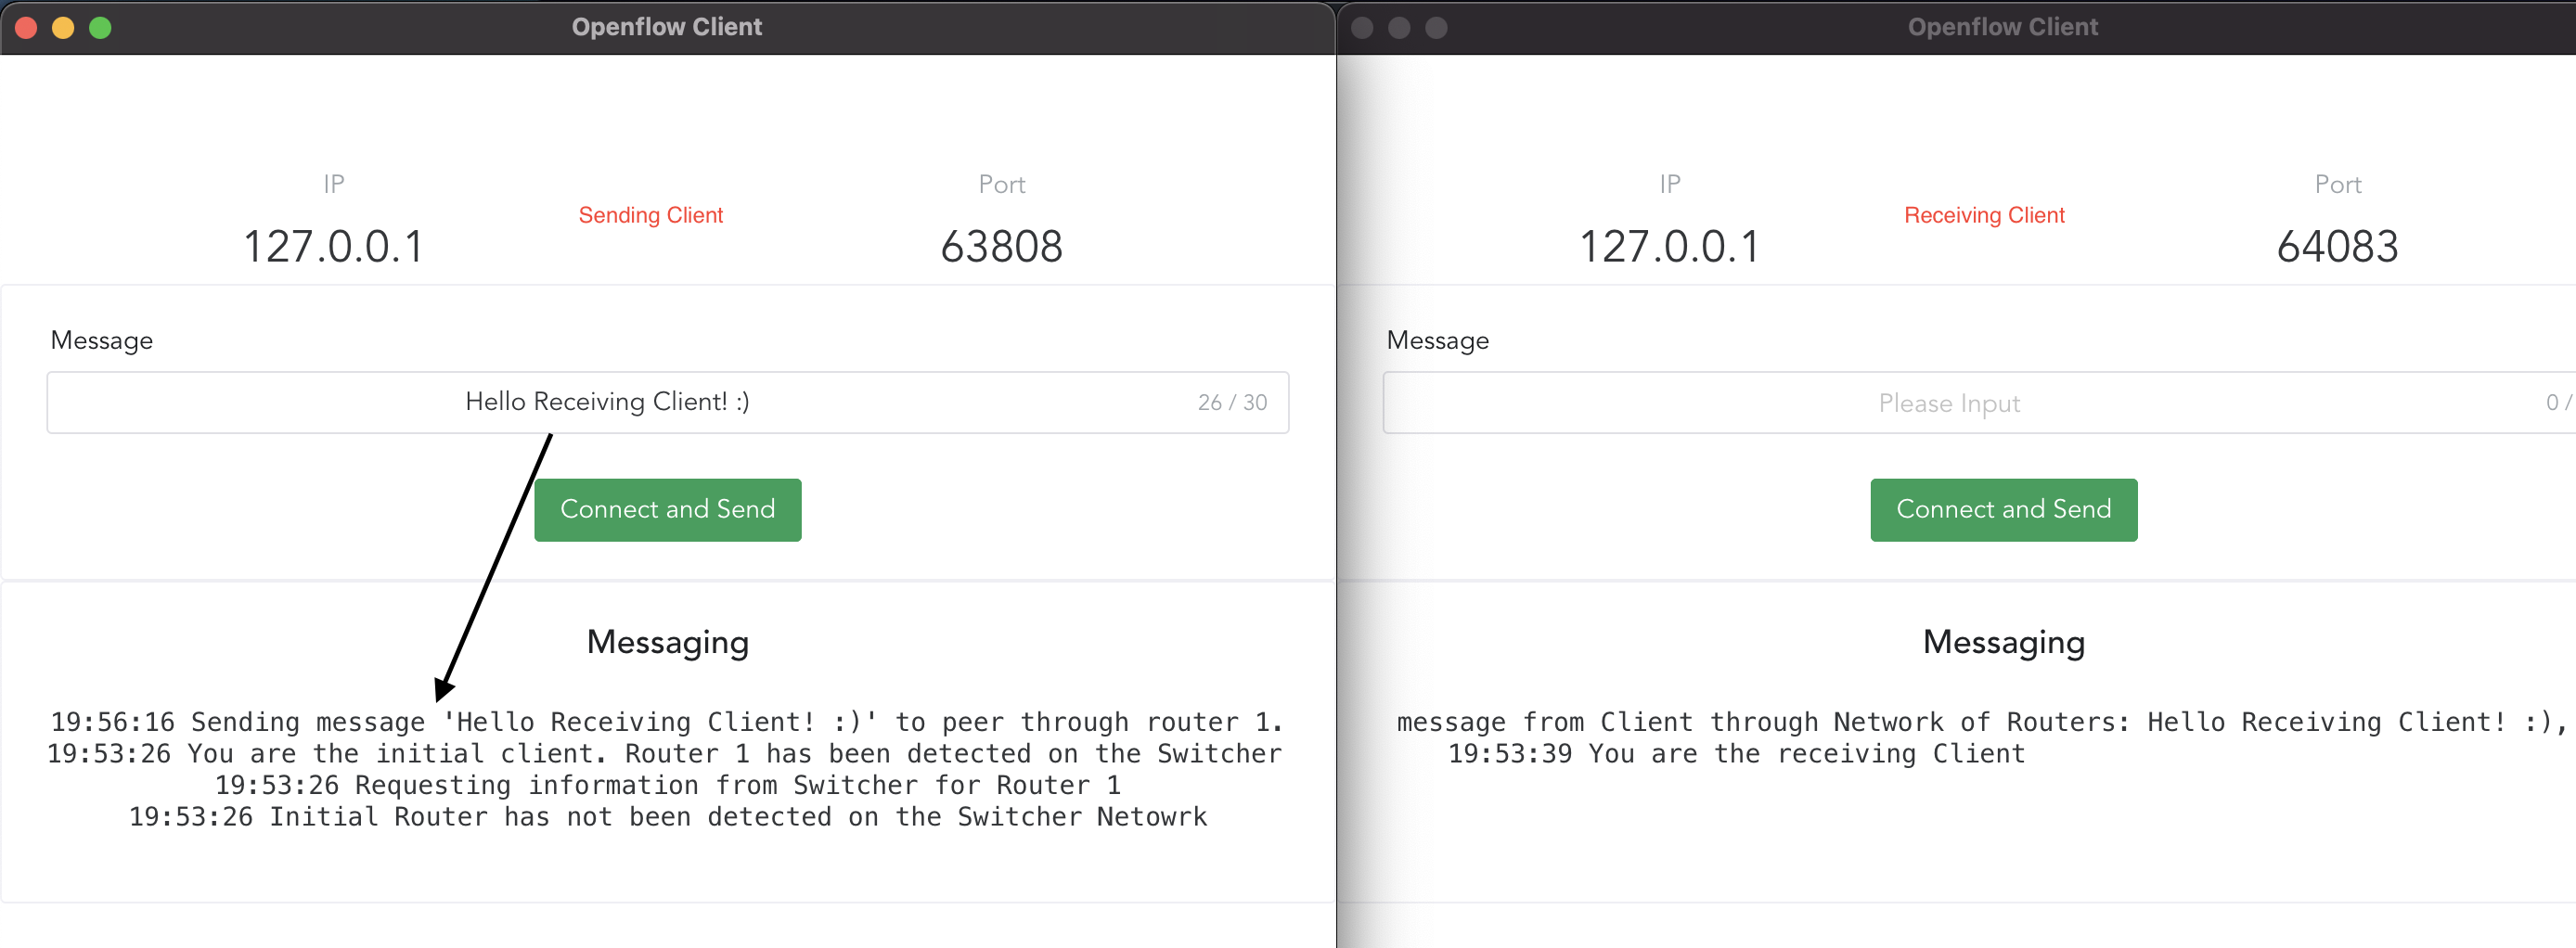 Openflow Client
IP
Sending Client
Port
127.0.0.1
63808
Message
Hello Receiving Client! :)
26 / 30
Connect and Send
Messaging
19:56:16 Sending message 'Hello Receiving Client! :)' to peer through router 1.
19:53:26 You are the initial client. Router 1 has been detected on the Switcher
19:53:26 Requesting information from Switcher for Router 1
19:53:26 Initial Router has not been detected on the Switcher Netowrk
Openflow Client
IP
Receiving Client
Port
127.0.0.1
64083
Message
Please Input
0 /
Connect and Send
Messaging
message from Client through Network of Routers: Hello Receiving Client! :),
19:53:39 You are the receiving Client